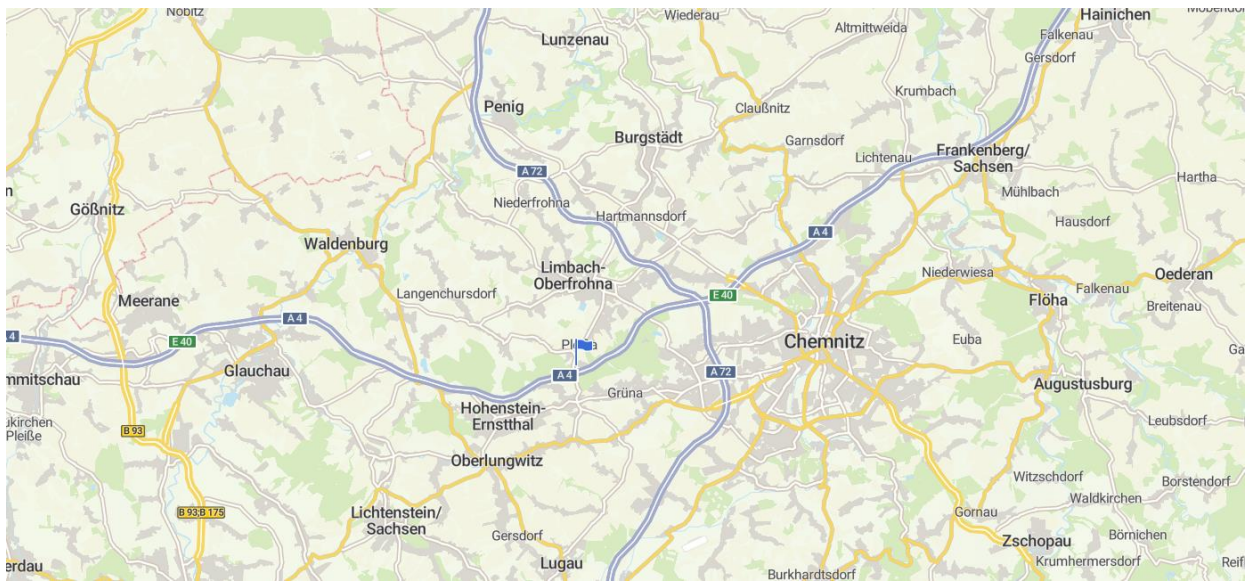 Nobitz
Lunzenau
Wiederau
Altmittweida
Hainichen
Falkenau
Gersdorf
Penig
Krumbach
Claußnitz
Burgstädt
Garnsdorf
Lichtenau
Frankenberg/
Sachsen
A 72
Hartha
Mühlbach
Niederfrohna
Gößnitz
Hartmannsdorf
Hausdorf
A 4
Waldenburg
Limbach-
Oberfrohna
Niederwiesa
Oederan
Meerane
Langenchursdorf
E 40
Flöha
Falkenau
Breitenau
A 4
E 40
Chemnitz
Euba
Glauchau
A 4
A 72
Augustusburg
Grüna
Hohenstein-
Ernstthal
Leubsdorf
B 93
Pleiße
Oberlungwitz
Witzschdorf
Borstendorf
Waldkirchen
B 93;B 175
Lichtenstein/
Sachsen
Gornau
Gersdorf
Börnichen
Zschopau
Lugau
Krumhermersdorf
Burkhardtsdorf